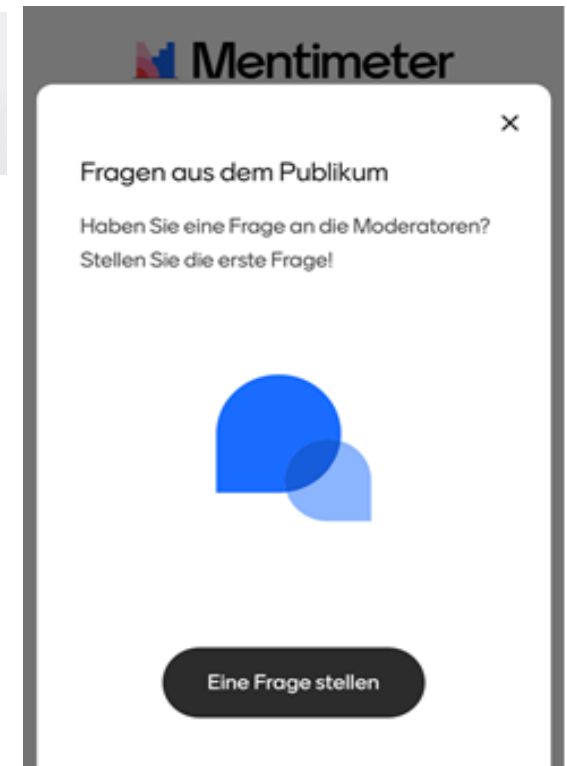 Mentimeter
Fragen aus dem Publikum
Haben Sie eine Frage an die Moderatoren?
Stellen Sie die erste Frage!
Eine Frage stellen